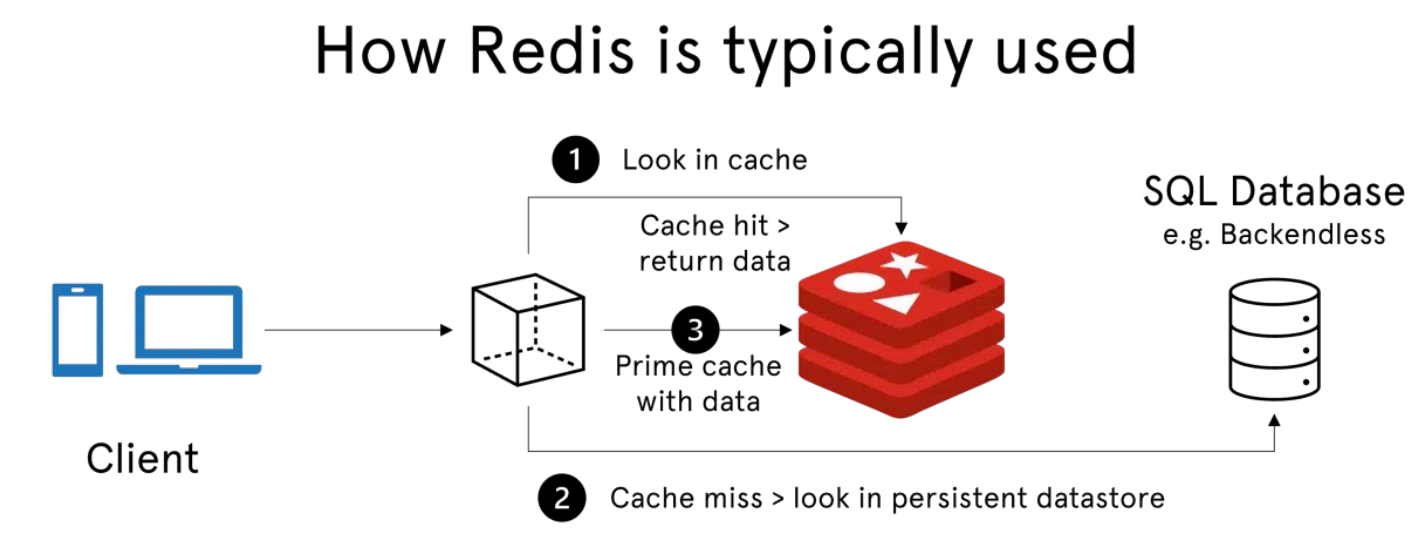 How Redis is typically used
1 Look in cache
Cache hit >
return data
SQL Database
e.g. Backendless
3
Prime cache
with data
Client
2 Cache miss > look in persistent datastore